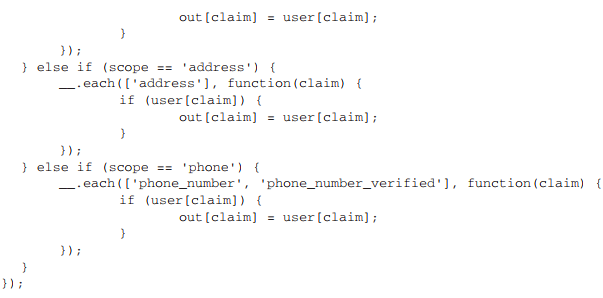 out[claim] = user[claim];
}
});
} else if (scope == 'address') {
__.each(['address'], function(claim) {
if (user[claim]) {
out[claim] = user[claim];
}
});
} else if (scope == 'phone') {
__.each(['phone_number', 'phone_number_verified'], function(claim) {
if (user[claim]) {
out[claim] = user[claim];
}
});
}
});